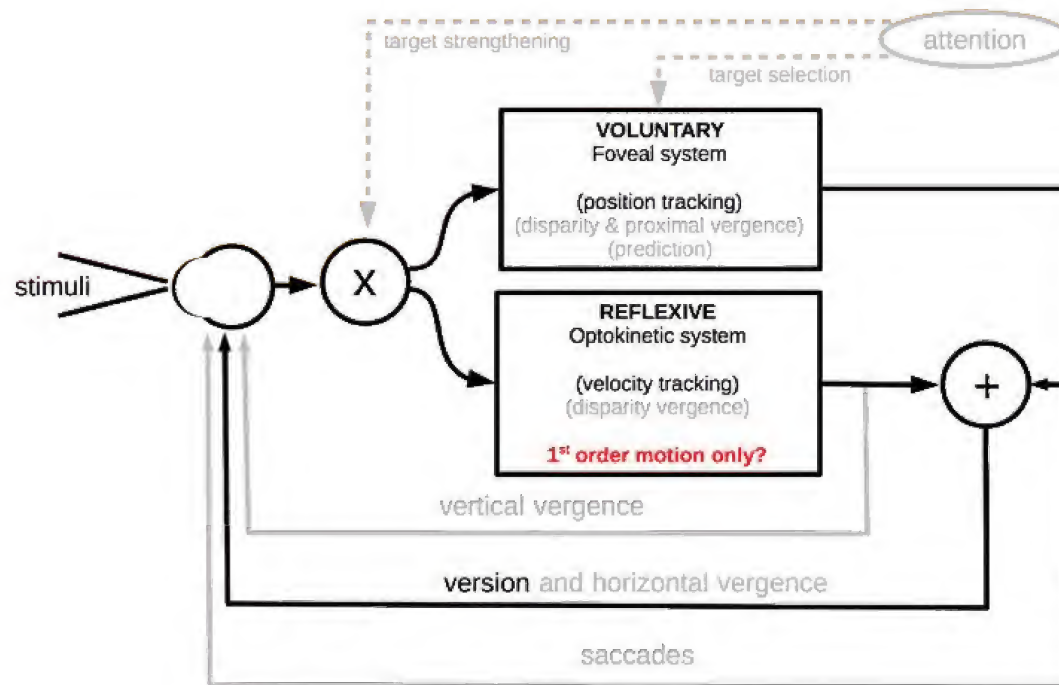 target strengthening
attention
target selection
VOLUNTARY
Foveal system
(position tracking)
(disparity & proximal vergence)
(prediction)
stimuli
X
REFLEXIVE
Optokinetic system
(velocity tracking)
(disparity vergence)
+
1st order motion only?
vertical vergence
version and horizontal vergence
saccades